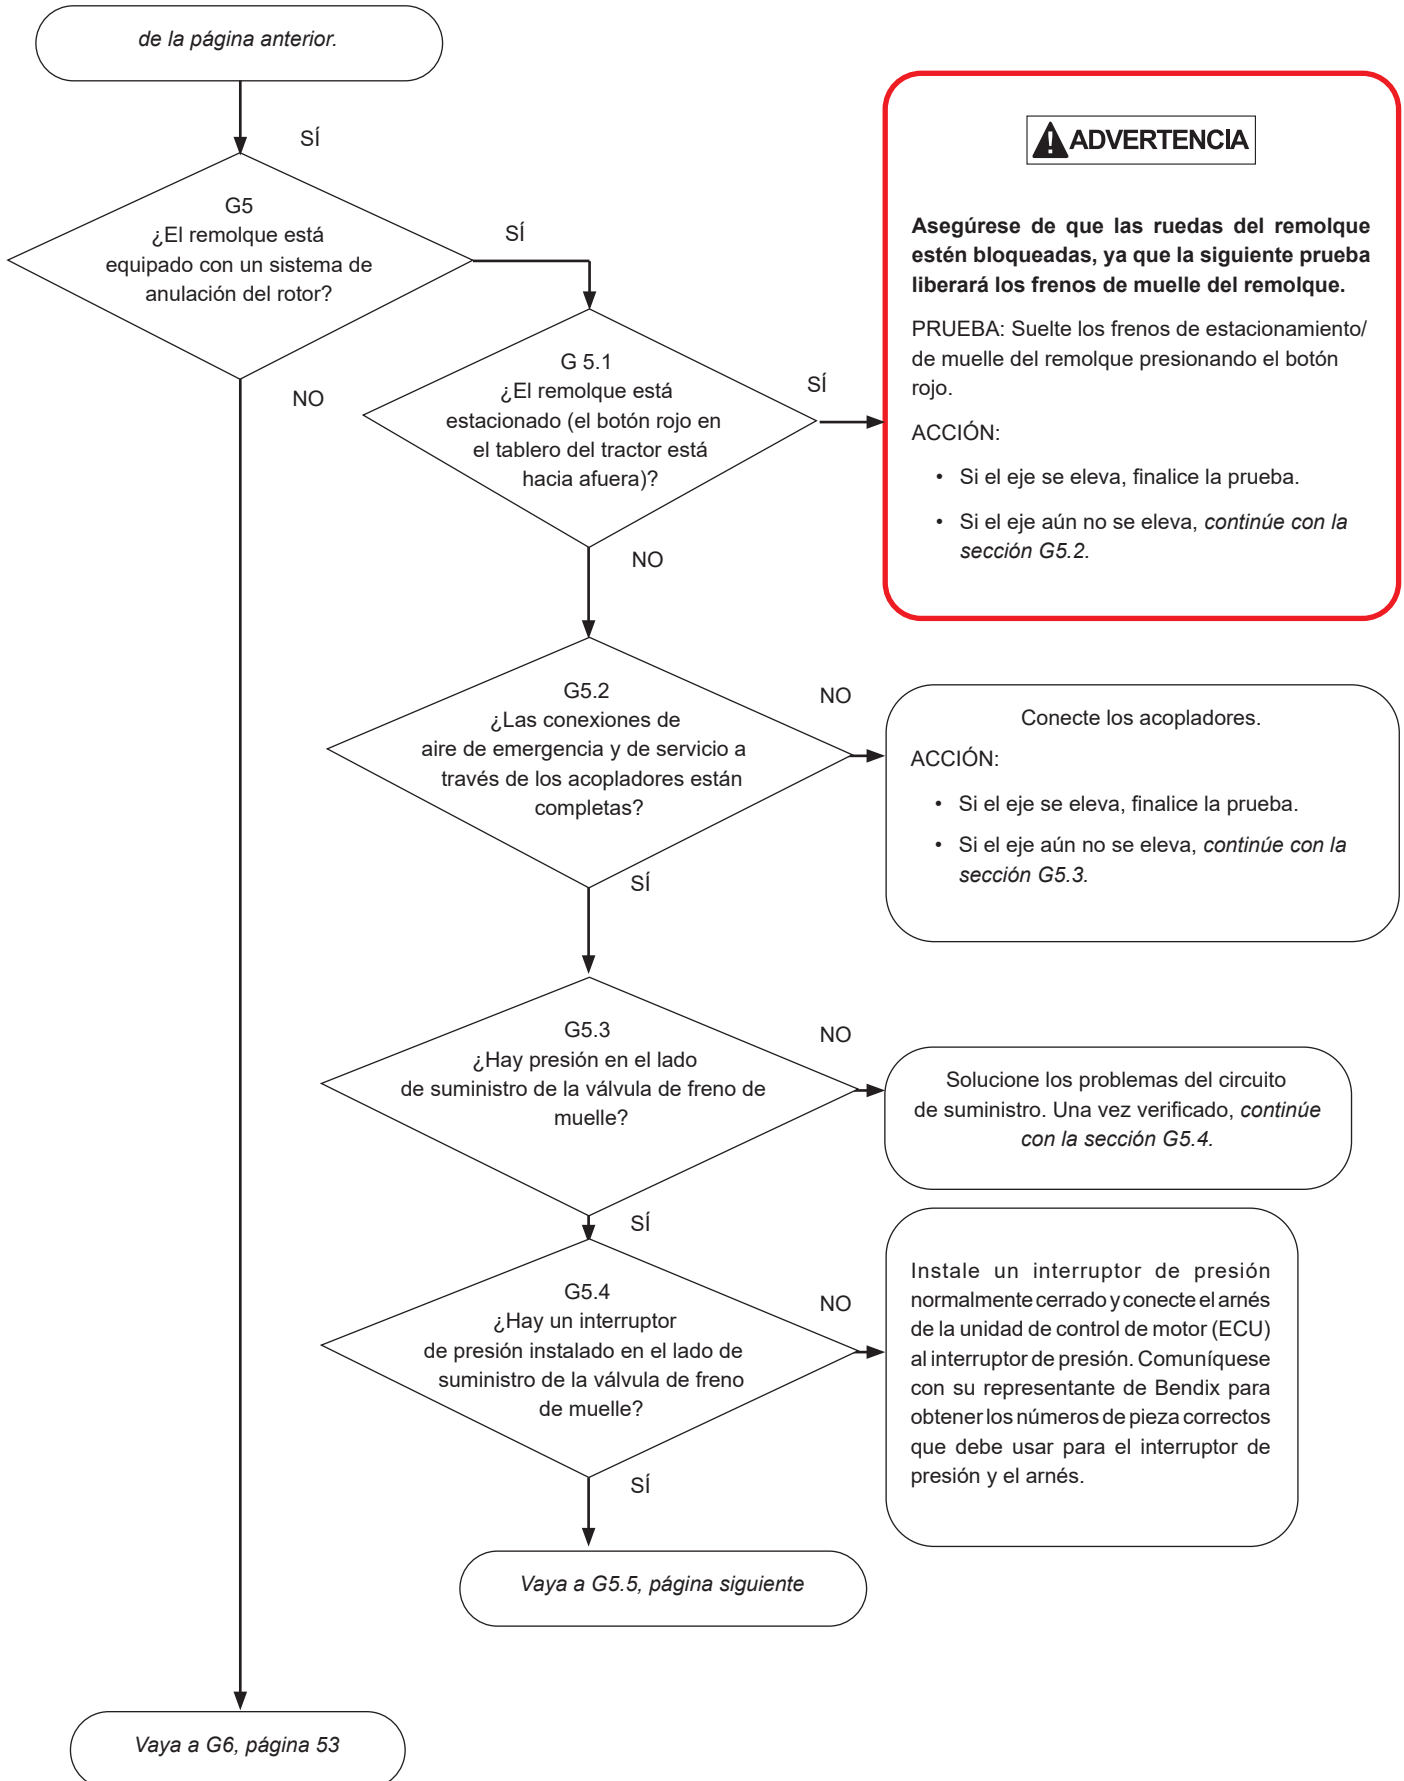 de la página anterior.
SÍ
G5
¿El remolque está
equipado con un sistema de
anulación del rotor?
SÍ
NO
G 5.1
¿El remolque está
estacionado (el botón rojo en
el tablero del tractor está
hacia afuera)?
SÍ
NO
ADVERTENCIA
Asegúrese de que las ruedas del remolque
estén bloqueadas, ya que la siguiente prueba
liberará los frenos de muelle del remolque.
PRUEBA: Suelte los frenos de estacionamiento/
de muelle del remolque presionando el botón
rojo.
ACCIÓN:
• Si el eje se eleva, finalice la prueba.
• Si el eje aún no se eleva, continúe con la
sección G5.2.
G5.2
¿Las conexiones de
aire de emergencia y de servicio a
través de los acopladores están
completas?
NO
SÍ
Conecte los acopladores.
ACCIÓN:
• Si el eje se eleva, finalice la prueba.
• Si el eje aún no se eleva, continúe con la
sección G5.3.
G5.3
¿Hay presión en el lado
de suministro de la válvula de freno de
muelle?
NO
SÍ
Solucione los problemas del circuito
de suministro. Una vez verificado, continúe
con la sección G5.4.
G5.4
¿Hay un interruptor
de presión instalado en el lado de
suministro de la válvula de freno
de muelle?
NO
SÍ
Instale un interruptor de presión
normalmente cerrado y conecte el arnés
de la unidad de control de motor (ECU)
al interruptor de presión. Comuníquese
con su representante de Bendix para
obtener los números de pieza correctos
que debe usar para el interruptor de
presión y el arnés.
Vaya a G5.5, página siguiente
Vaya a G6, página 53